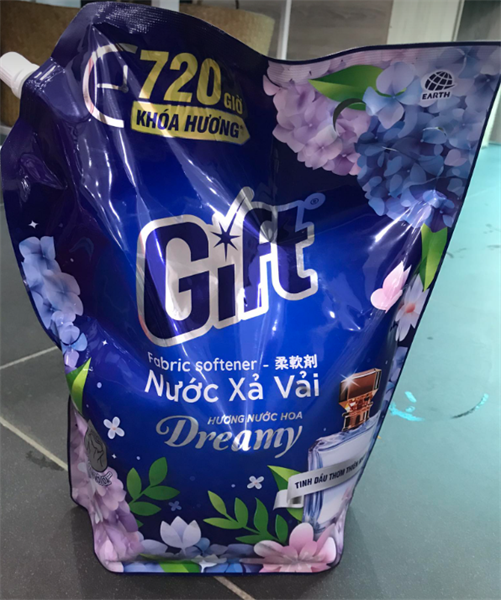 720 GIỜ
KHÓA HƯƠNG
EARTH
Gift®
Fabric softener - 柔軟剤
Nước Xả Vải
HƯƠNG NƯỚC HOA
Dreamy
TINH DẦU THƠM